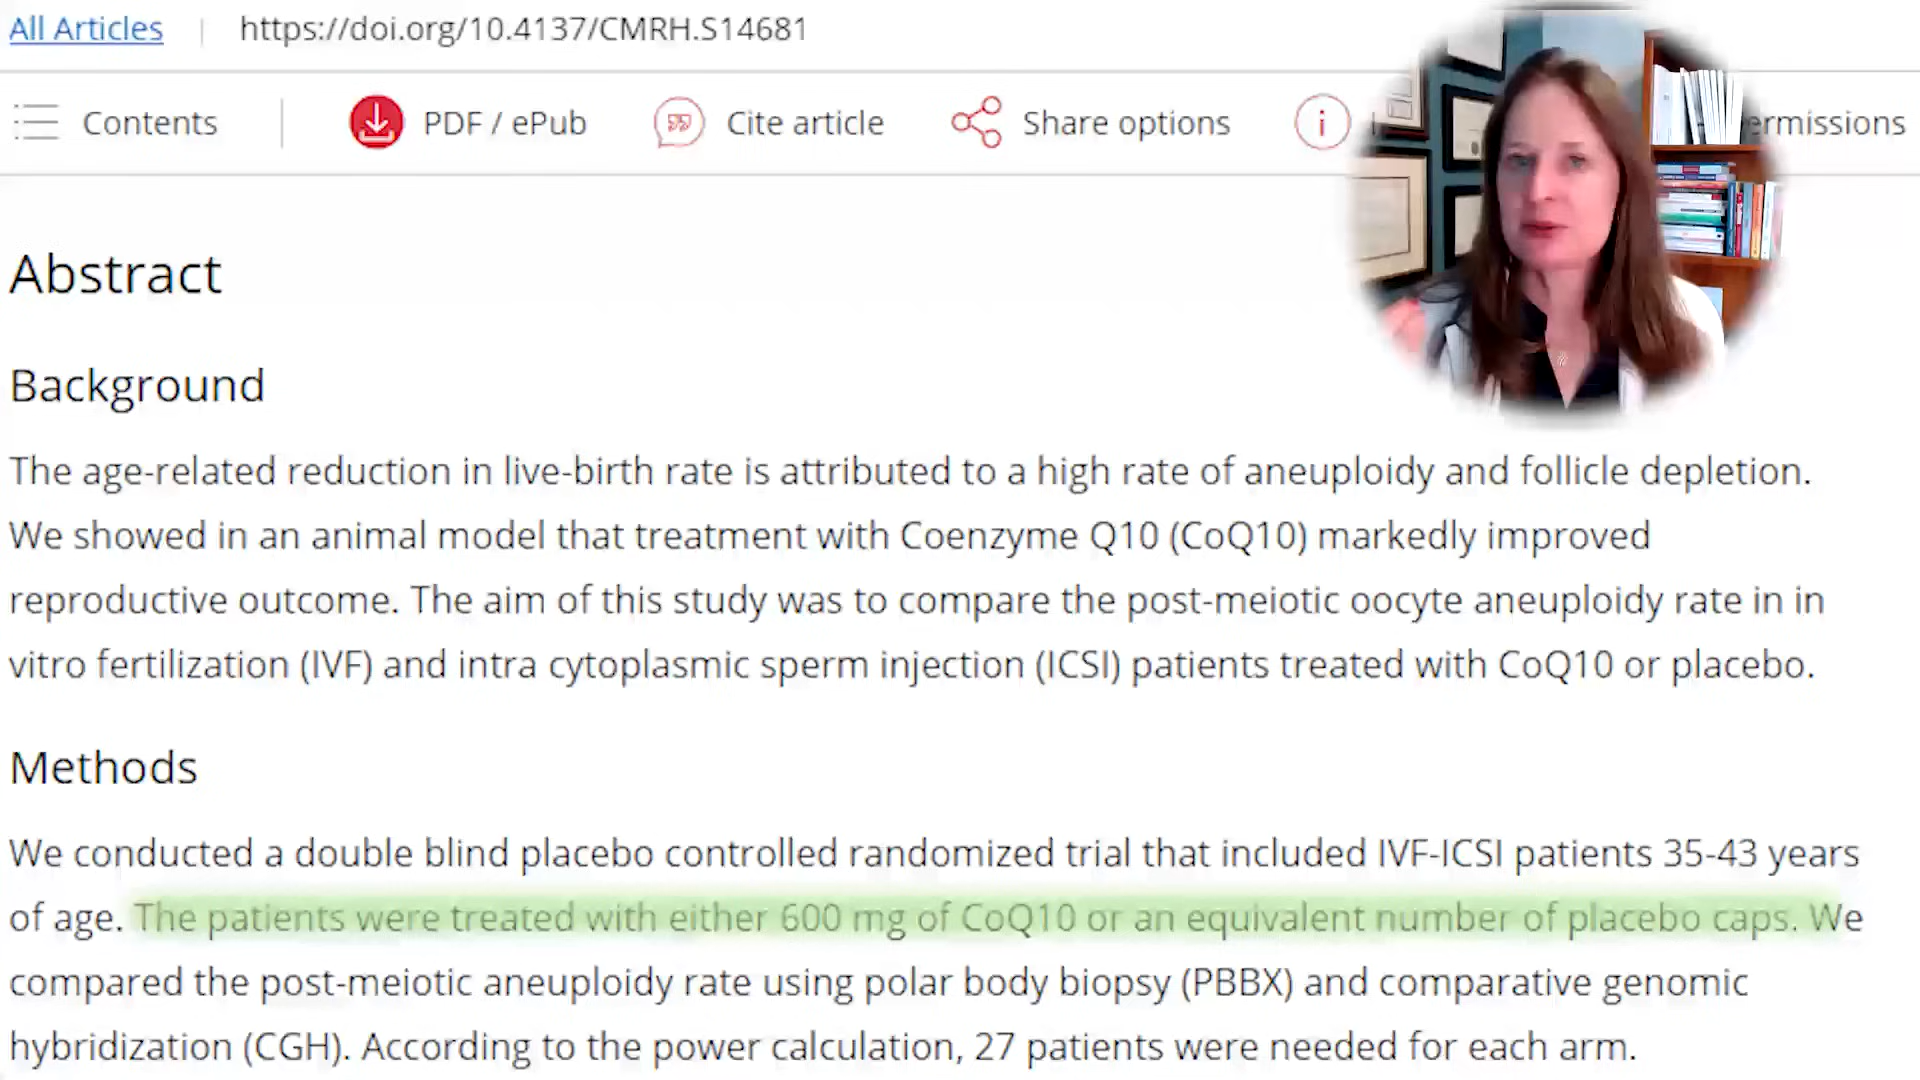 All Articles | https://doi.org/10.4137/CMRH.S14681
Contents | PDF / ePub Cite article Share options ermissions
Abstract
Background
The age-related reduction in live-birth rate is attributed to a high rate of aneuploidy and follicle depletion.
We showed in an animal model that treatment with Coenzyme Q10 (CoQ10) markedly improved
reproductive outcome. The aim of this study was to compare the post-meiotic oocyte aneuploidy rate in in
vitro fertilization (IVF) and intra cytoplasmic sperm injection (ICSI) patients treated with CoQ10 or placebo.
Methods
We conducted a double blind placebo controlled randomized trial that included IVF-ICSI patients 35-43 years
of age. The patients were treated with either 600 mg of CoQ10 or an equivalent number of placebo caps. We
compared the post-meiotic aneuploidy rate using polar body biopsy (PBBX) and comparative genomic
hybridization (CGH). According to the power calculation, 27 patients were needed for each arm.